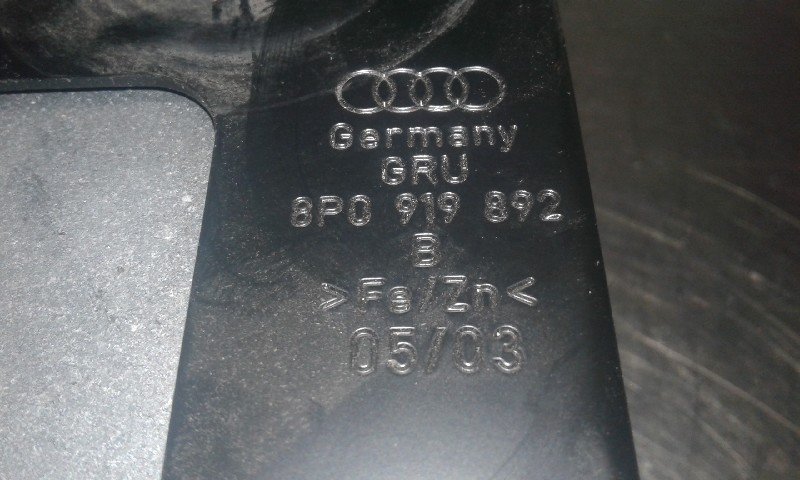 Germany
GRU
8P0 919 892
B
>Fe/Zn<
05/03